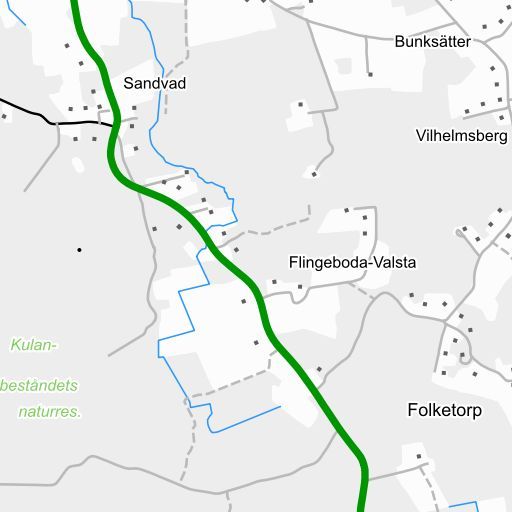 Bunksätter
Sandvad
Vilhelmsberg
Flingeboda-Valsta
Kulan-
beståndets
naturres.
Folketorp